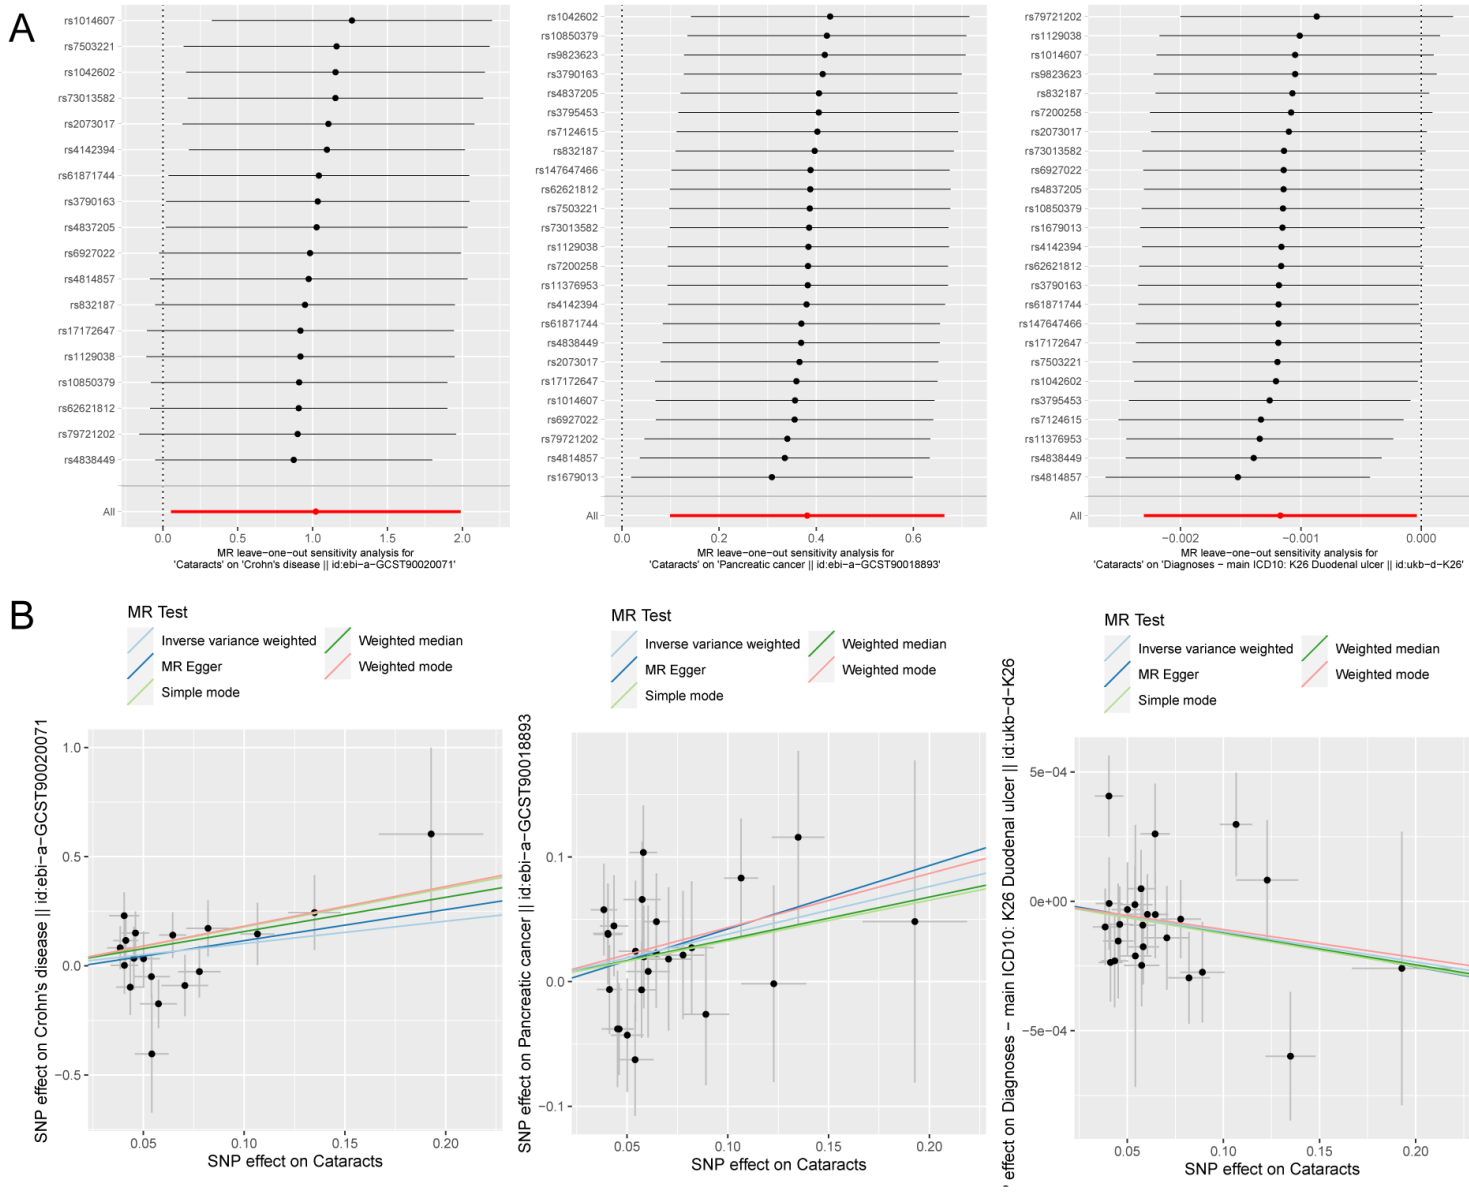 A
rs1014607
rs7503221
rs1042602
rs73013582
rs2073017
rs4142394
rs61871744
rs3790163
rs4837205
rs6927022
rs4814857
rs832187
rs17172647
rs1129038
rs10850379
rs62621812
rs79721202
rs4838449
All
0.0 0.5 1.0 1.5 2.0
MR leave−one−out sensitivity analysis for
'Cataracts' on 'Crohn's disease || id:ebi−a−GCST90020071'
rs1042602
rs10850379
rs9823623
rs3790163
rs4837205
rs3795453
rs7124615
rs832187
rs147647466
rs62621812
rs7503221
rs73013582
rs1129038
rs7200258
rs11376953
rs4142394
rs61871744
rs4838449
rs2073017
rs17172647
rs1014607
rs6927022
rs79721202
rs4814857
rs1679013
All
0.0 0.2 0.4 0.6
MR leave−one−out sensitivity analysis for
'Cataracts' on 'Pancreatic cancer || id:ebi−a−GCST90018893'
rs79721202
rs1129038
rs1014607
rs9823623
rs832187
rs7200258
rs2073017
rs73013582
rs6927022
rs4837205
rs10850379
rs1679013
rs4142394
rs62621812
rs3790163
rs61871744
rs147647466
rs17172647
rs7503221
rs1042602
rs3795453
rs7124615
rs11376953
rs4838449
rs4814857
All
−0.002 −0.001 0.000
MR leave−one−out sensitivity analysis for
'Cataracts' on 'Diagnoses − main ICD10: K26 Duodenal ulcer || id:ukb−d−K26'
B
MR Test
Inverse variance weighted
MR Egger
Simple mode
Weighted median
Weighted mode
SNP effect on Crohn's disease || id:ebi−a−GCST90020071
1.0
0.5
0.0
−0.5
0.05 0.10 0.15 0.20
SNP effect on Cataracts
MR Test
Inverse variance weighted
MR Egger
Simple mode
Weighted median
Weighted mode
SNP effect on Pancreatic cancer || id:ebi−a−GCST90018893
0.1
0.0
−0.1
0.05 0.10 0.15 0.20
SNP effect on Cataracts
MR Test
Inverse variance weighted
MR Egger
Simple mode
Weighted median
Weighted mode
effect on Diagnoses − main ICD10: K26 Duodenal ulcer || id:ukb−d−K26
5e−04
0e+00
−5e−04
0.05 0.10 0.15 0.20
SNP effect on Cataracts